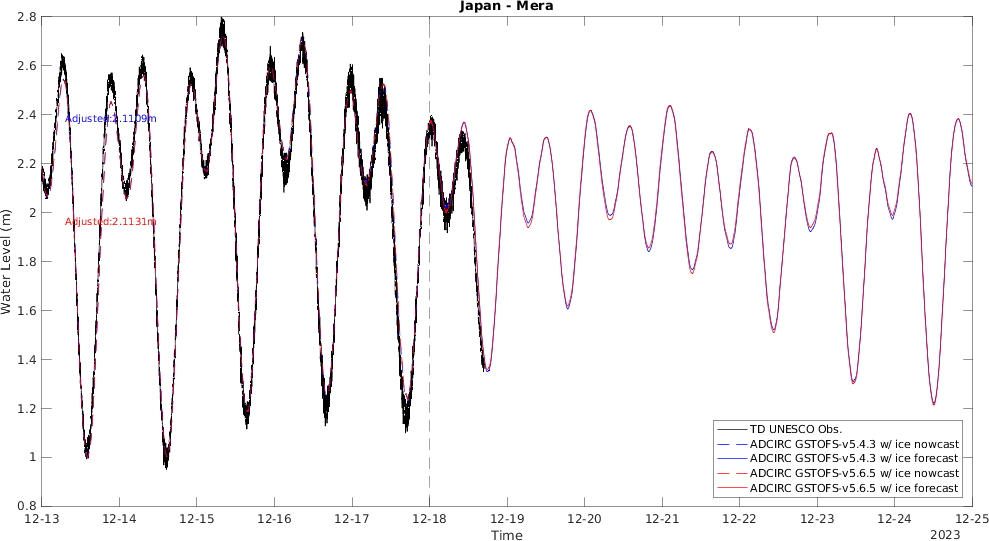 Japan - Mera
2.8
2.6
2.4
2.2
2
1.8
1.6
1.4
1.2
1
0.8
Water Level (m)
Adjusted:2.1109m
Adjusted:2.1131m
TD UNESCO Obs.
ADCIRC GSTOFS-v5.4.3 w/ ice nowcast
ADCIRC GSTOFS-v5.4.3 w/ ice forecast
ADCIRC GSTOFS-v5.6.5 w/ ice nowcast
ADCIRC GSTOFS-v5.6.5 w/ ice forecast
12-13 12-14 12-15 12-16 12-17 12-18 12-19 12-20 12-21 12-22 12-23 12-24 12-25
Time
2023